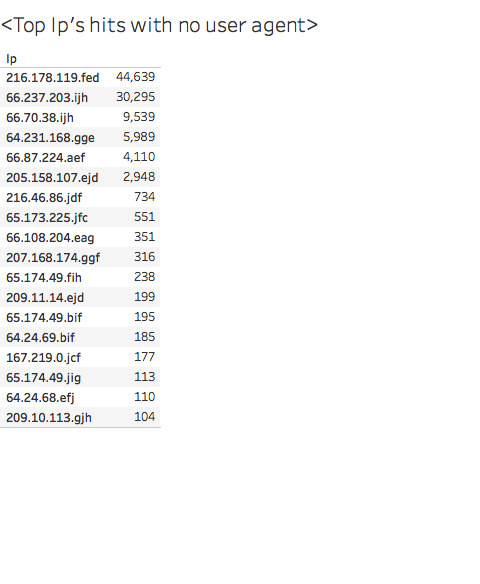 <Top Ip's hits with no user agent>
Ip
216.178.119.fed 44,639
66.237.203.ijh 30,295
66.70.38.ijh 9,539
64.231.168.gge 5,989
66.87.224.aef 4,110
205.158.107.ejd 2,948
216.46.86.jdf 734
65.173.225.jfc 551
66.108.204.eag 351
207.168.174.ggf 316
65.174.49.fih 238
209.11.14.ejd 199
65.174.49.bif 195
64.24.69.bif 185
167.219.0.jcf 177
65.174.49.jig 113
64.24.68.efj 110
209.10.113.gjh 104